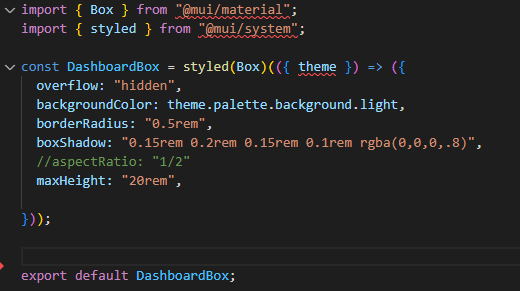 import { Box } from "@mui/material";
import { styled } from "@mui/system";
const DashboardBox = styled(Box)(({ theme }) => ({
overflow: "hidden",
backgroundColor: theme.palette.background.light,
borderRadius: "0.5rem",
boxShadow: "0.15rem 0.2rem 0.15rem 0.1rem rgba(0,0,0,.8)",
//aspectRatio: "1/2"
maxHeight: "20rem",
}));
export default DashboardBox;